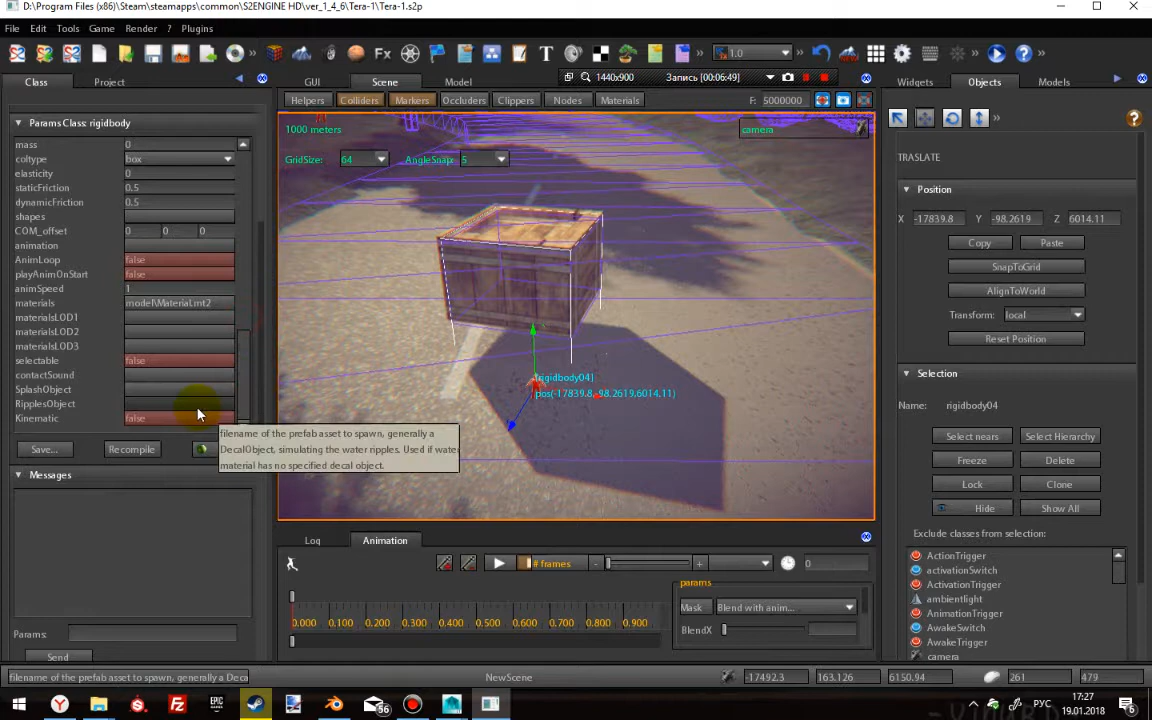 D:\Program Files (x86)\Steam\steamapps\common\S2ENGINE HD\ver_1_4_6\Tera-1\Tera-1.s2p
File Edit Tools Game Render ? Plugins
Fx T 1.0
Class Project
GUI Scene Model
1440x900 Запись [00:06:49]
Widgets Objects Models
Helpers Colliders Markers Occluders Clippers Nodes Materials F: 5000000
Params Class: rigidbody
mass 0
coltype box
elasticity 0
staticFriction 0.5
dynamicFriction 0.5
shapes
COM_offset 0 0 0
animation
AnimLoop false
playAnimOnStart false
animSpeed 1
materials model\Material.mt2
materialsLOD1
materialsLOD2
materialsLOD3
selectable false
contactSound
SplashObject
RipplesObject
Kinematic false
filename of the prefab asset to spawn, generally a
DecalObject, simulating the water ripples. Used if water
material has no specified decal object.
Save... Recompile
Messages
Params:
Send
1000 meters
camera
GridSize: 64 AngleSnap: 5
[rigidbody04]
pos(-17839.8,-98.2619,6014.11)
TRASLATE
Position
X -17839.8 Y -98.2619 Z 6014.11
Copy Paste
SnapToGrid
AlignToWorld
Transform: local
Reset Position
Selection
Name: rigidbody04
Select nears Select Hierarchy
Freeze Delete
Lock Clone
Hide Show All
Exclude classes from selection:
ActionTrigger
activationSwitch
ActivationTrigger
ambientlight
AnimationTrigger
AwakeSwitch
AwakeTrigger
camera
Log Animation
# frames - + 0
0.000 0.100 0.200 0.300 0.400 0.500 0.600 0.700 0.800 0.900
params
Mask Blend with anim...
BlendX
filename of the prefab asset to spawn, generally a Deca
NewScene
-17492.3 163.126 6150.94 261 479
EPIC 56 РУС 17:27
19.01.2018 6